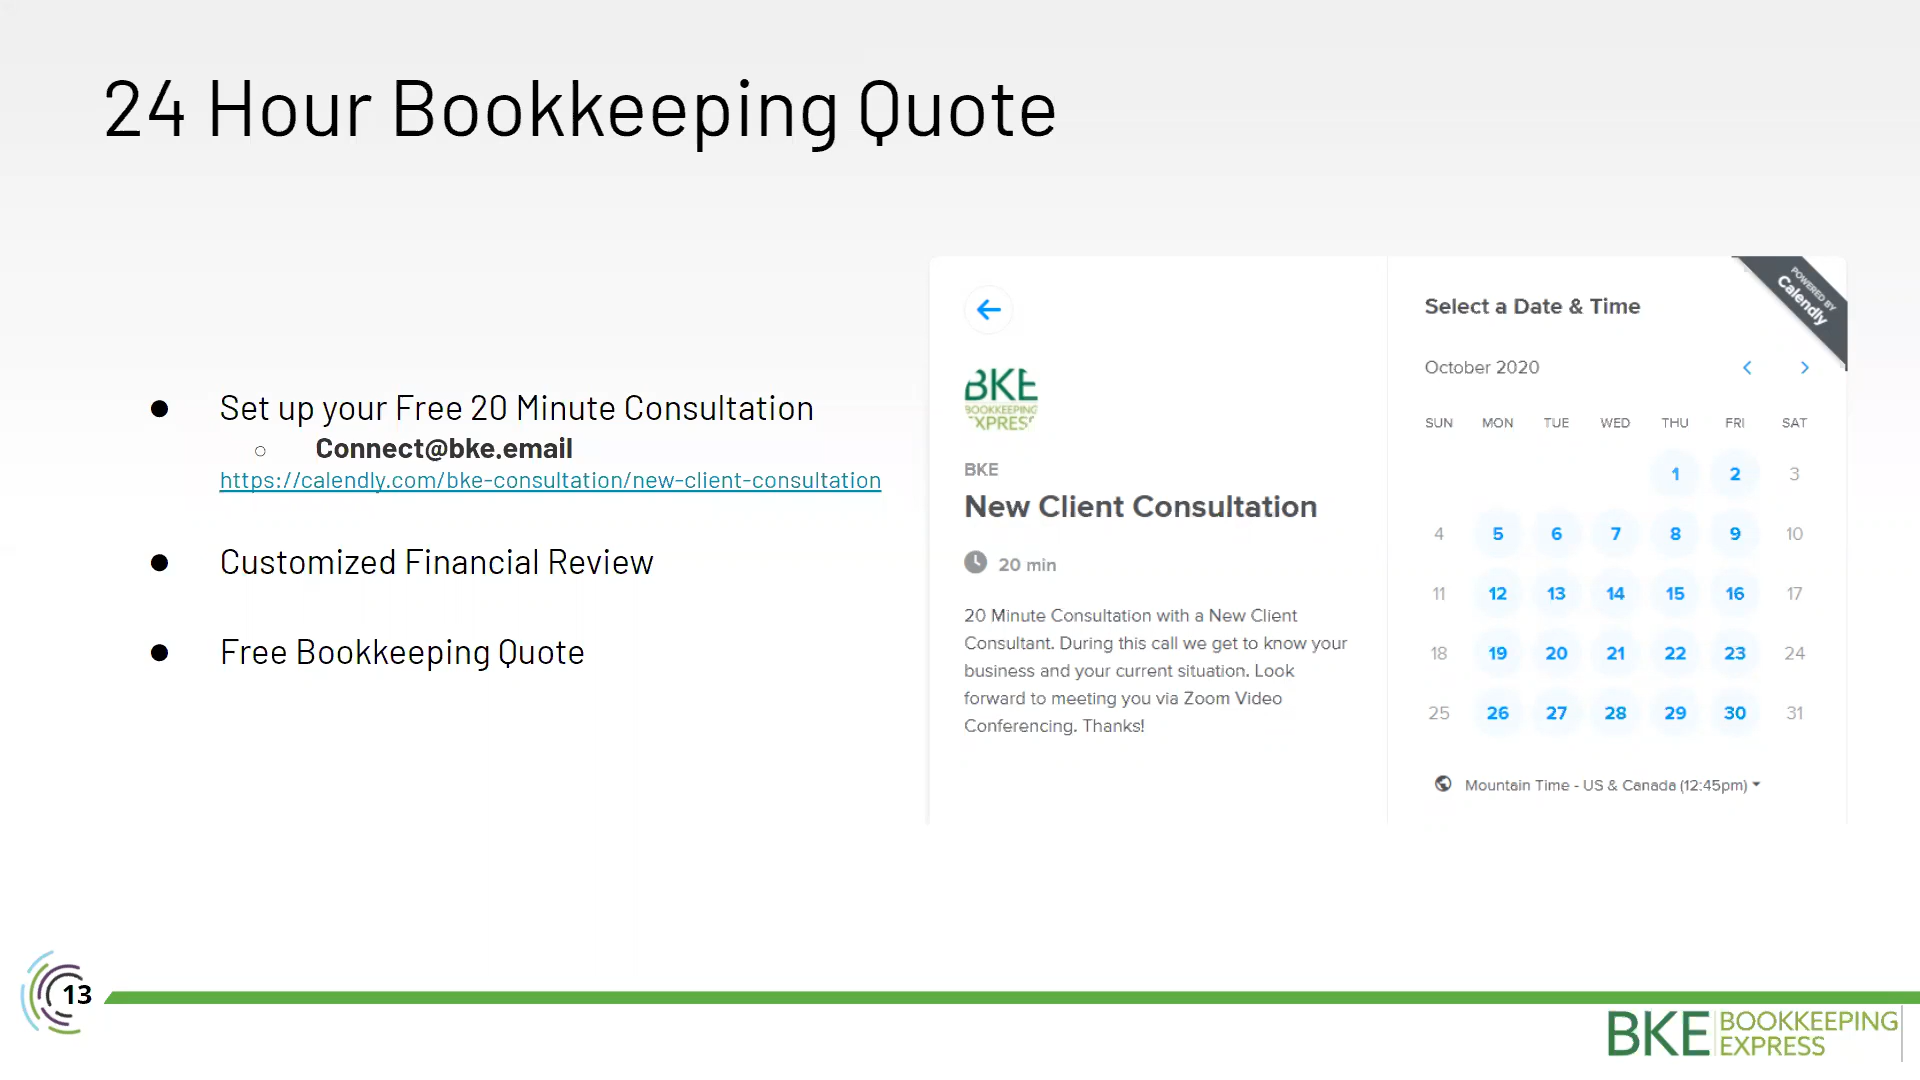 24 Hour Bookkeeping Quote
● Set up your Free 20 Minute Consultation
○ Connect@bke.email
https://calendly.com/bke-consultation/new-client-consultation
● Customized Financial Review
● Free Bookkeeping Quote
BKE
BOOKKEEPING
EXPRESS
BKE
New Client Consultation
20 min
20 Minute Consultation with a New Client
Consultant. During this call we get to know your
business and your current situation. Look
forward to meeting you via Zoom Video
Conferencing. Thanks!
POWERED BY
Calendly
Select a Date & Time
October 2020
SUN MON TUE WED THU FRI SAT
1 2 3
4 5 6 7 8 9 10
11 12 13 14 15 16 17
18 19 20 21 22 23 24
25 26 27 28 29 30 31
Mountain Time - US & Canada (12:45pm)
13
BKE BOOKKEEPING
EXPRESS